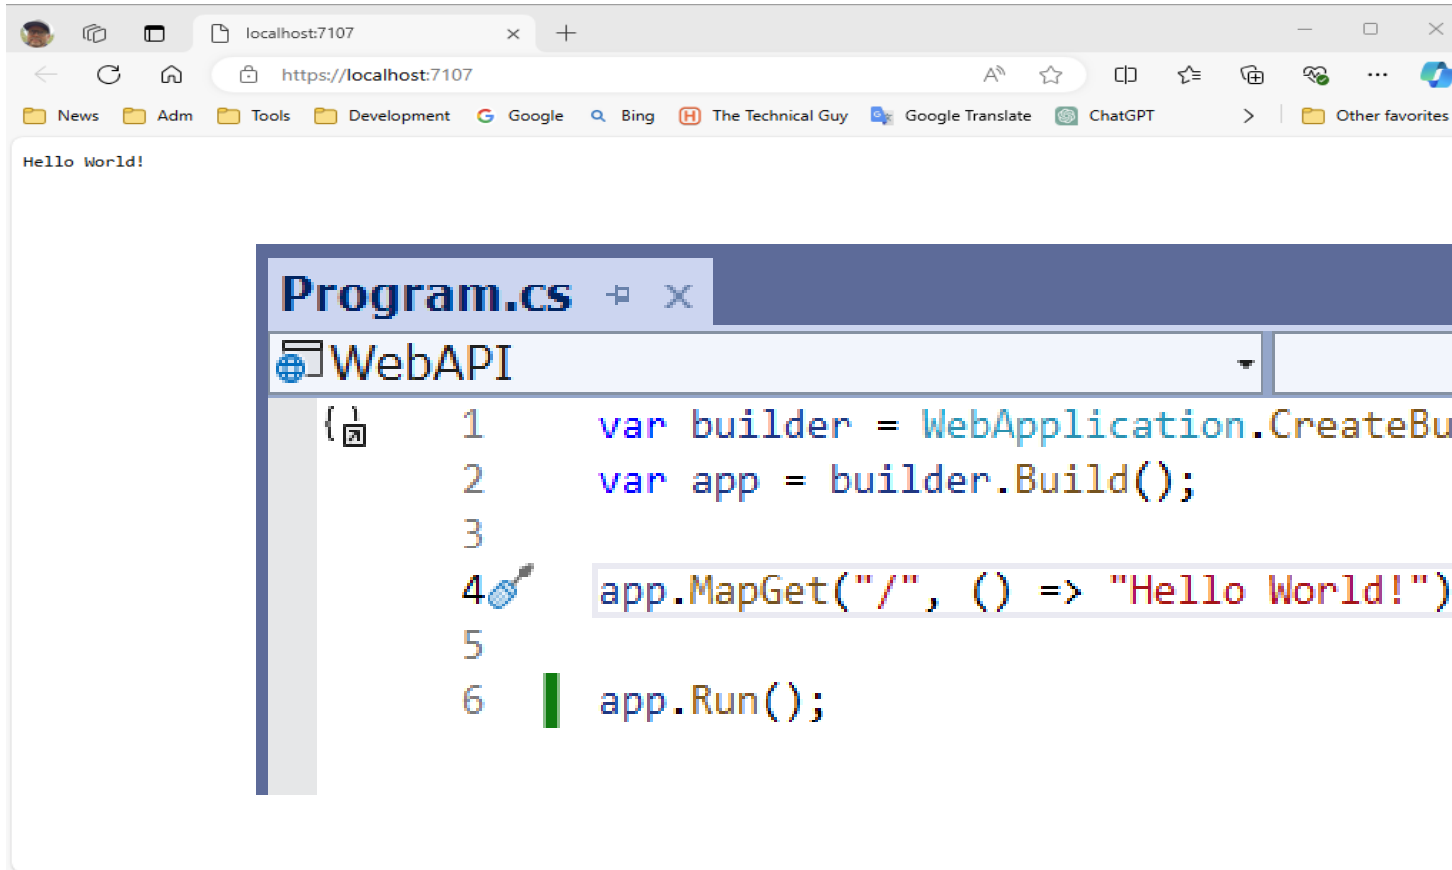 localhost:7107
https://localhost:7107
News Adm Tools Development Google Bing The Technical Guy Google Translate ChatGPT Other favorites
Hello World!
Program.cs
WebAPI
1 var builder = WebApplication.CreateBu
2 var app = builder.Build();
3
4 app.MapGet("/", () => "Hello World!")
5
6 app.Run();